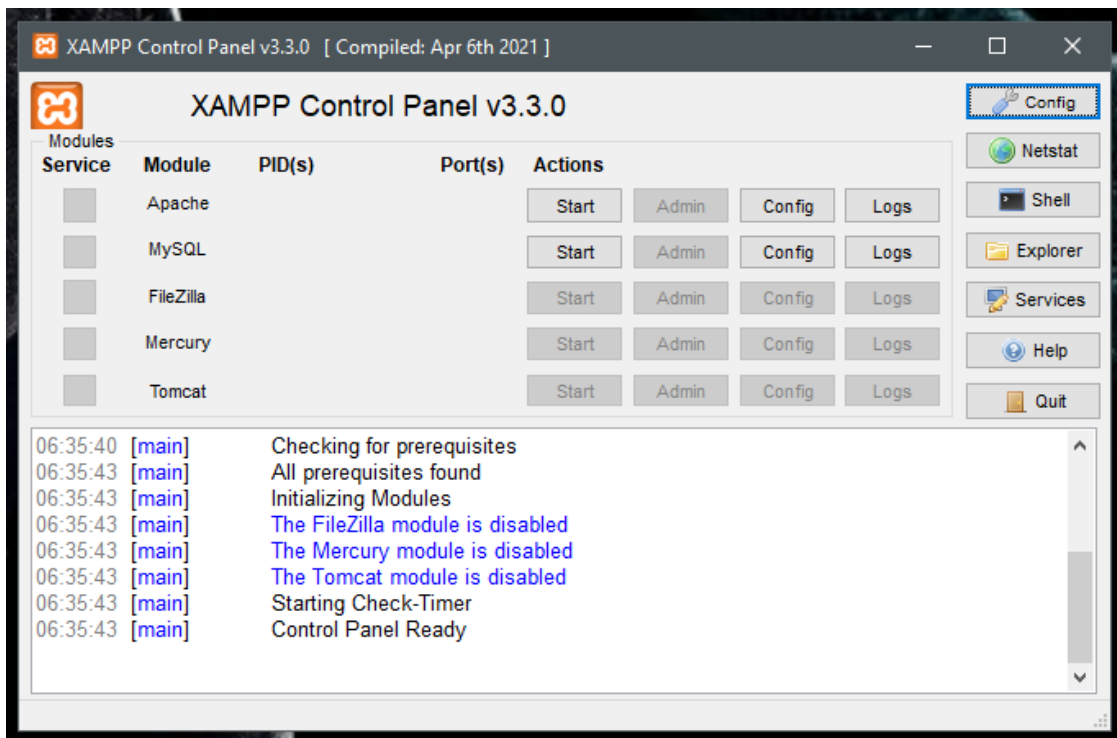 XAMPP Control Panel v3.3.0 [ Compiled: Apr 6th 2021 ]
XAMPP Control Panel v3.3.0
Config
Modules
Netstat
Service Module PID(s) Port(s) Actions
Apache Start Admin Config Logs
Shell
MySQL Start Admin Config Logs
Explorer
FileZilla Start Admin Config Logs
Services
Mercury Start Admin Config Logs
Help
Tomcat Start Admin Config Logs
Quit
06:35:40 [main] Checking for prerequisites
06:35:43 [main] All prerequisites found
06:35:43 [main] Initializing Modules
06:35:43 [main] The FileZilla module is disabled
06:35:43 [main] The Mercury module is disabled
06:35:43 [main] The Tomcat module is disabled
06:35:43 [main] Starting Check-Timer
06:35:43 [main] Control Panel Ready